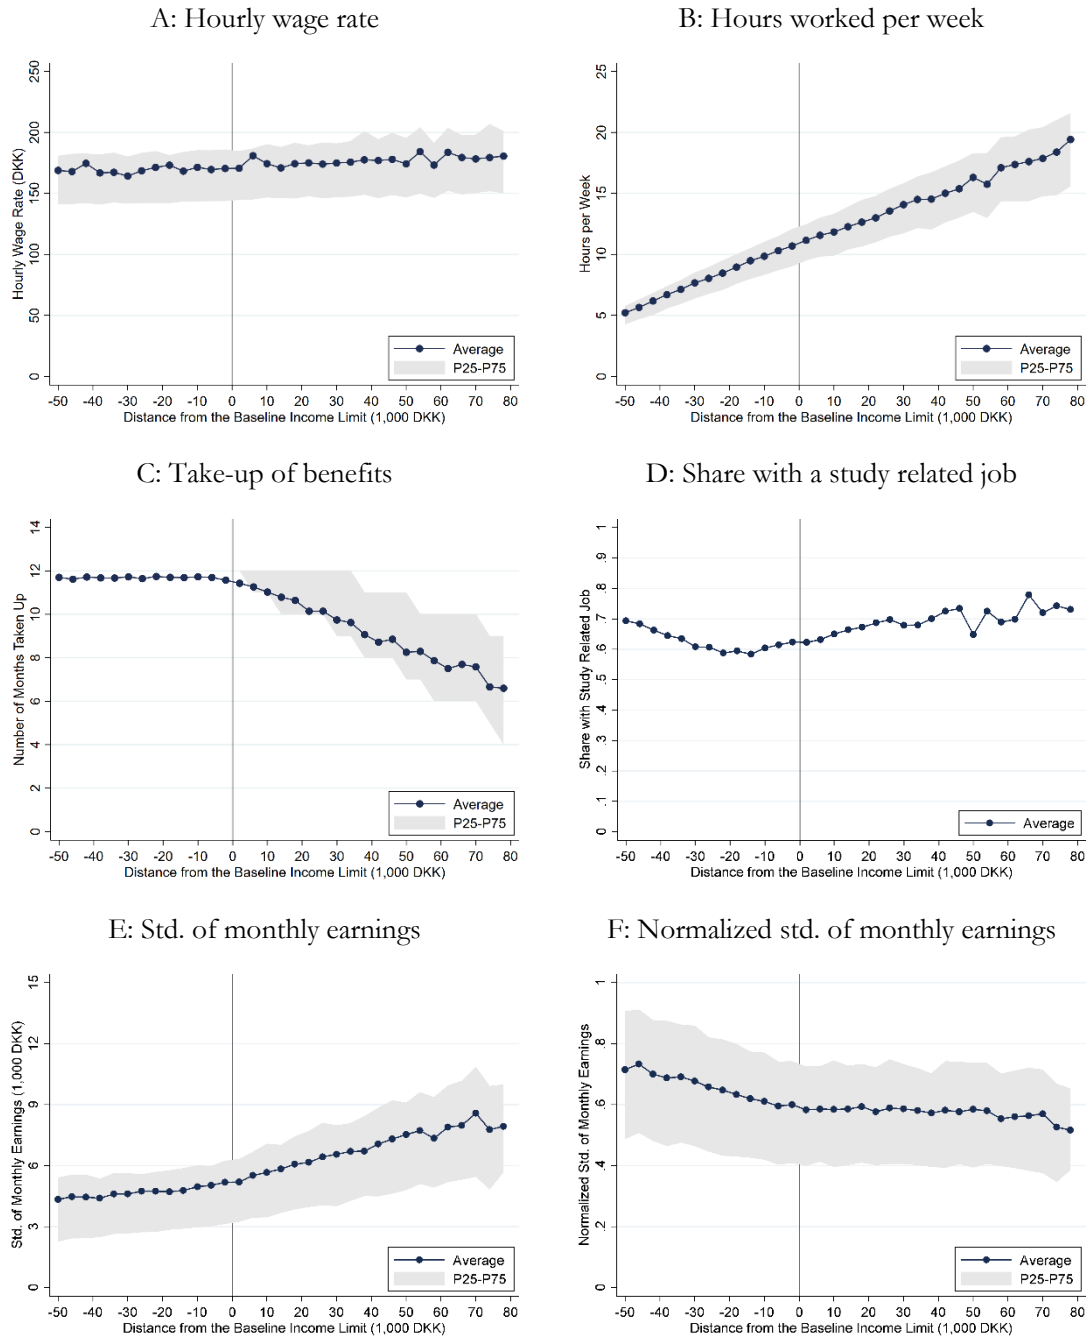 A: Hourly wage rate
Hourly Wage Rate (DKK)
250
200
150
100
50
0
Average
P25-P75
-50 -40 -30 -20 -10 0 10 20 30 40 50 60 70 80
Distance from the Baseline Income Limit (1,000 DKK)
B: Hours worked per week
Hours per Week
25
20
15
10
5
0
Average
P25-P75
-50 -40 -30 -20 -10 0 10 20 30 40 50 60 70 80
Distance from the Baseline Income Limit (1,000 DKK)
C: Take-up of benefits
Number of Months Taken Up
14
12
10
8
6
4
2
0
Average
P25-P75
-50 -40 -30 -20 -10 0 10 20 30 40 50 60 70 80
Distance from the Baseline Income Limit (1,000 DKK)
D: Share with a study related job
Share with Study Related Job
1
.9
.8
.7
.6
.5
.4
.3
.2
.1
0
Average
-50 -40 -30 -20 -10 0 10 20 30 40 50 60 70 80
Distance from the Baseline Income Limit (1,000 DKK)
E: Std. of monthly earnings
Std. of Monthly Earnings (1,000 DKK)
15
12
9
6
3
0
Average
P25-P75
-50 -40 -30 -20 -10 0 10 20 30 40 50 60 70 80
Distance from the Baseline Income Limit (1,000 DKK)
F: Normalized std. of monthly earnings
Normalized Std. of Monthly Earnings
1
.8
.6
.4
.2
0
Average
P25-P75
-50 -40 -30 -20 -10 0 10 20 30 40 50 60 70 80
Distance from the Baseline Income Limit (1,000 DKK)